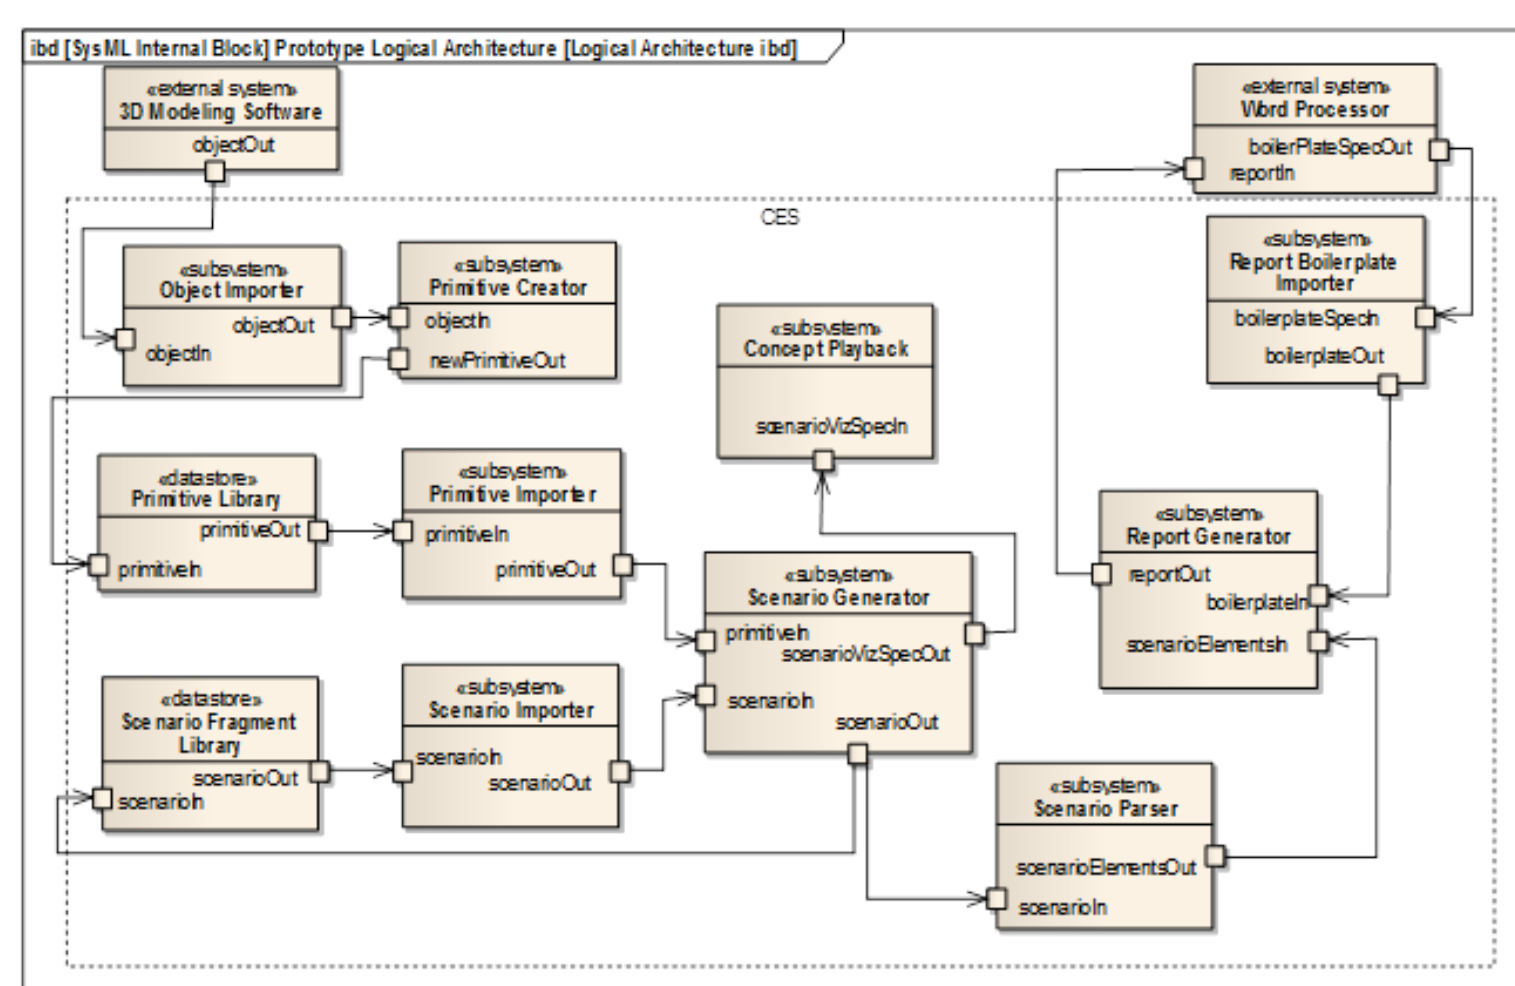 ibd [SysML Internal Block] Prototype Logical Architecture [Logical Architecture ibd]
«external system»
3D Modeling Software
objectOut
«external system»
Word Processor
boilerPlateSpecOut
reportIn
CES
«subsystem»
Object Importer
objectOut
objectIn
«subsystem»
Primitive Creator
objectIn
newPrimitiveOut
«subsystem»
Concept Playback
scenarioVizSpecIn
«subsystem»
Report Boilerplate
Importer
boilerplateSpecIn
boilerplateOut
«datastore»
Primitive Library
primitiveOut
primitiveIn
«subsystem»
Primitive Importer
primitiveIn
primitiveOut
«subsystem»
Scenario Generator
primitiveIn
scenarioVizSpecOut
scenarioIn
scenarioOut
«subsystem»
Report Generator
reportOut
boilerplateIn
scenarioElementsIn
«datastore»
Scenario Fragment
Library
scenarioOut
scenarioIn
«subsystem»
Scenario Importer
scenarioIn
scenarioOut
«subsystem»
Scenario Parser
scenarioElementsOut
scenarioIn